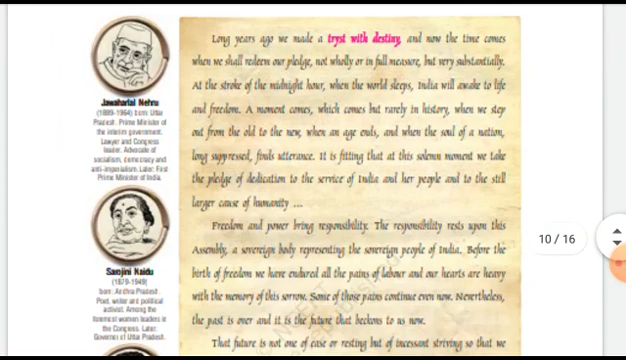 Long years ago we made a tryst with destiny, and now the time comes
when we shall redeem our pledge, not wholly or in full measure, but very substantially.
At the stroke of the midnight hour, when the world sleeps, India will awake to life
and freedom. A moment comes, which comes but rarely in history, when we step
out from the old to the new, when an age ends, and when the soul of a nation,
long suppressed, finds utterance. It is fitting that at this solemn moment we take
the pledge of dedication to the service of India and her people and to the still
larger cause of humanity ...
Freedom and power bring responsibility. The responsibility rests upon this
Assembly, a sovereign body representing the sovereign people of India. Before the
birth of freedom we have endured all the pains of labour and our hearts are heavy
with the memory of this sorrow. Some of those pains continue even now. Nevertheless,
the past is over and it is the future that beckons to us now.
That future is not one of ease or resting but of incessant striving so that we
Jawaharlal Nehru
(1889-1964) born: Uttar
Pradesh. Prime Minister of
the interim government.
Lawyer and Congress
leader. Advocate of
socialism, democracy and
anti-imperialism. Later: First
Prime Minister of India.
Sarojini Naidu
(1879-1949)
born: Andhra Pradesh.
Poet, writer and political
activist. Among the
foremost women leaders in
the Congress. Later:
Governor of Uttar Pradesh.
10 / 16